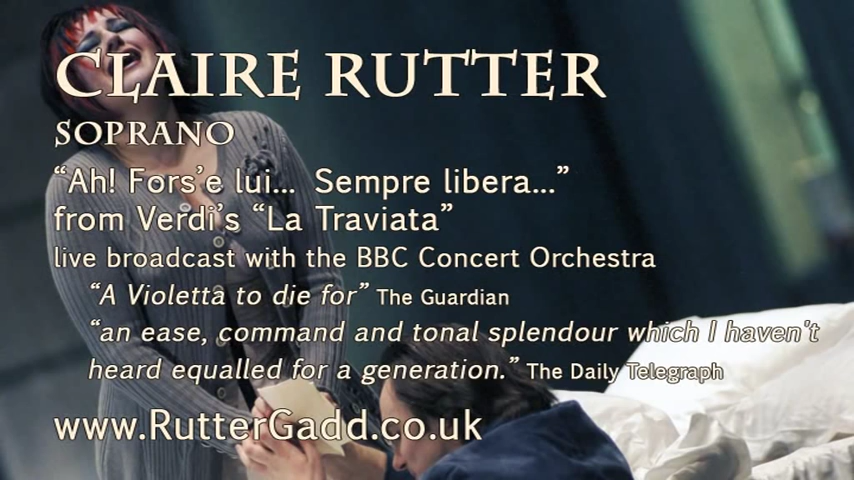 CLAIRE RUTTER
SOPRANO
“Ah! Fors’e lui... Sempre libera...”
from Verdi’s “La Traviata”
live broadcast with the BBC Concert Orchestra
“A Violetta to die for” The Guardian
“an ease, command and tonal splendour which I haven't
heard equalled for a generation.” The Daily Telegraph
www.RutterGadd.co.uk